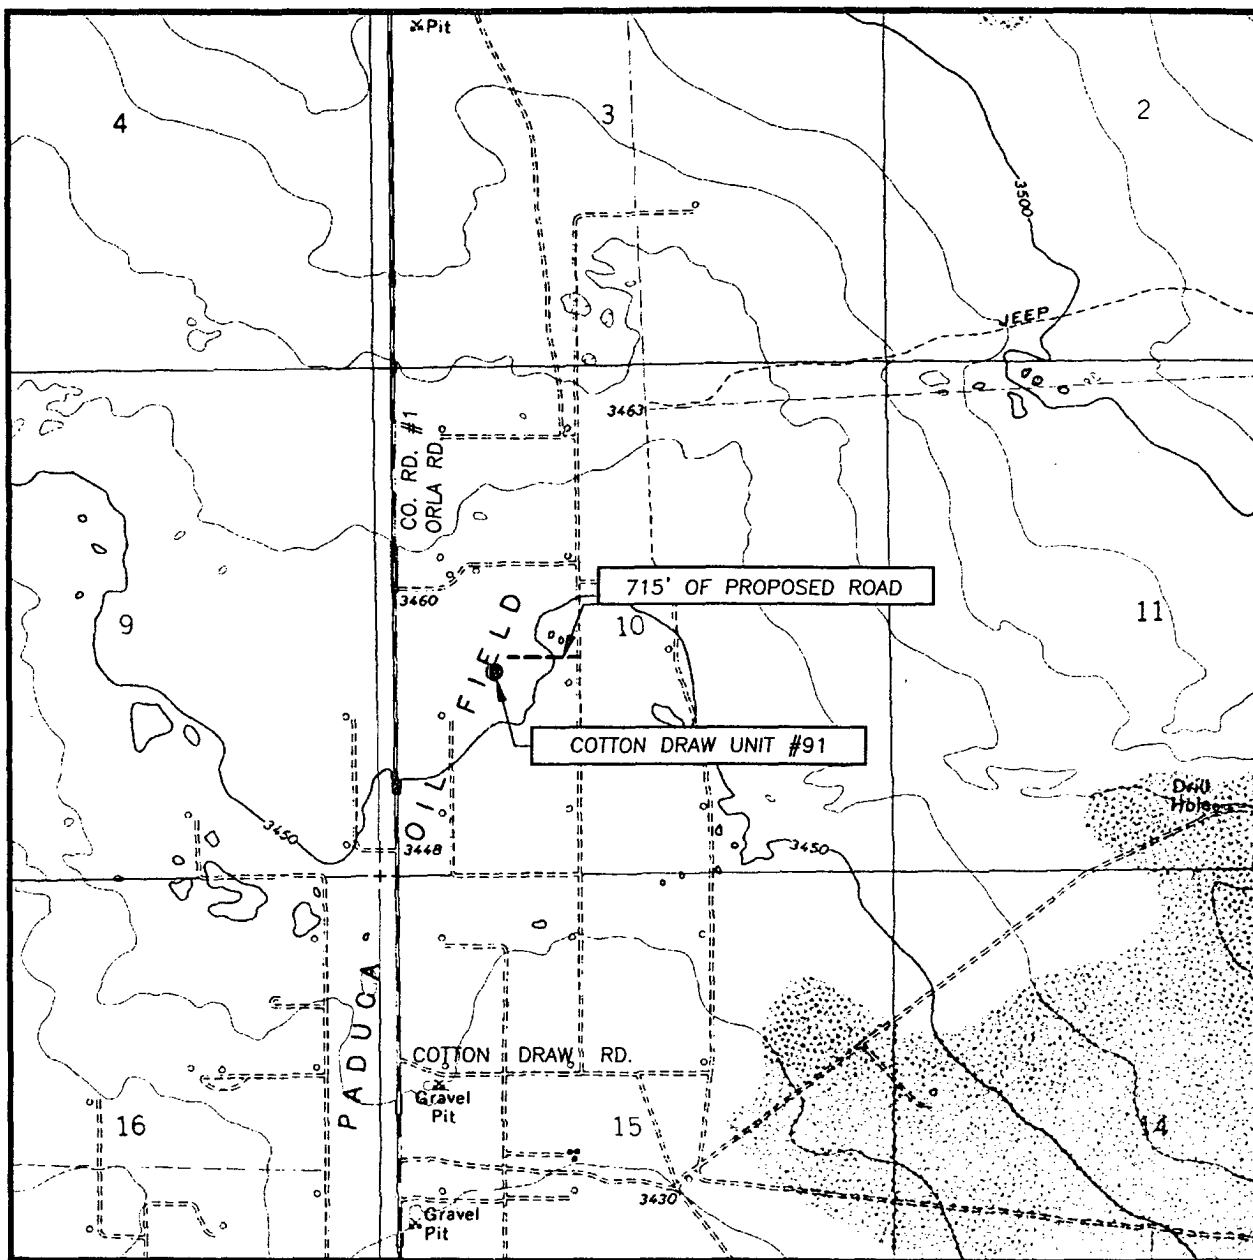 Pit
4
3
2
3500
JEEP
3463
CO. RD. #1
ORLA RD.
3460
715' OF PROPOSED ROAD
9
10
11
COTTON DRAW UNIT #91
PADUCA OIL FIELD
Drill
Hole
3450
3448
3450
COTTON DRAW RD.
Gravel
Pit
16
15
14
3430
Gravel
Pit